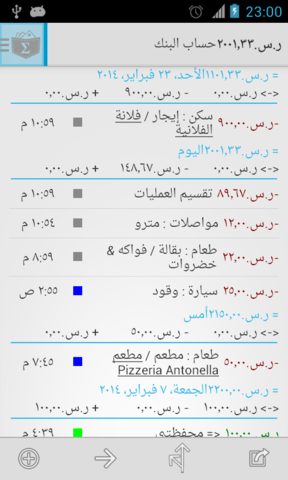 23:00
ر.س.٢٠٠١,٣٣حساب البنك
ر.س.١١٠١,٣٣الأحد, ٢٣ فبراير, ٢٠١٤
<-> ر.س.٠,٠٠ - ٩٠٠,٠٠ ر.س.٠,٠٠ +
-ر.س.٩٠٠,٠٠ سكن : إيجار / فلانة الفلانية ١٠:٥٩ م
ر.س.٢٠٠١,٣٣اليوم
<-> ر.س.٠,٠٠ - ١٤٨,٦٧ ر.س.٠,٠٠ +
-ر.س.٨٩,٦٧ تقسيم العمليات ١٠:٥٩ م
-ر.س.١٢,٠٠ مواصلات : مترو ١٠:٥٤ م
-ر.س.٢٢,٠٠ طعام : بقالة / فواكه & خضروات ٨:٥٩ م
-ر.س.٢٥,٠٠ سيارة : وقود ٢:٥٥ ص
ر.س.٢١٥٠,٠٠أمس
<-> ر.س.٠,٠٠ - ٥٠,٠٠ ر.س.٠,٠٠ +
-ر.س.٥٠,٠٠ طعام : مطعم / مطعم ٧:٤٥ م
Pizzeria Antonella
ر.س.٢٢٠٠,٠٠الجمعة, ٧ فبراير, ٢٠١٤
<-> ر.س.١٠٠,٠٠ - ٠,٠٠ ر.س.١٠٠,٠٠ +
ر.س.١٠٠,٠٠ <= محفظتي ٤:٣٩ م